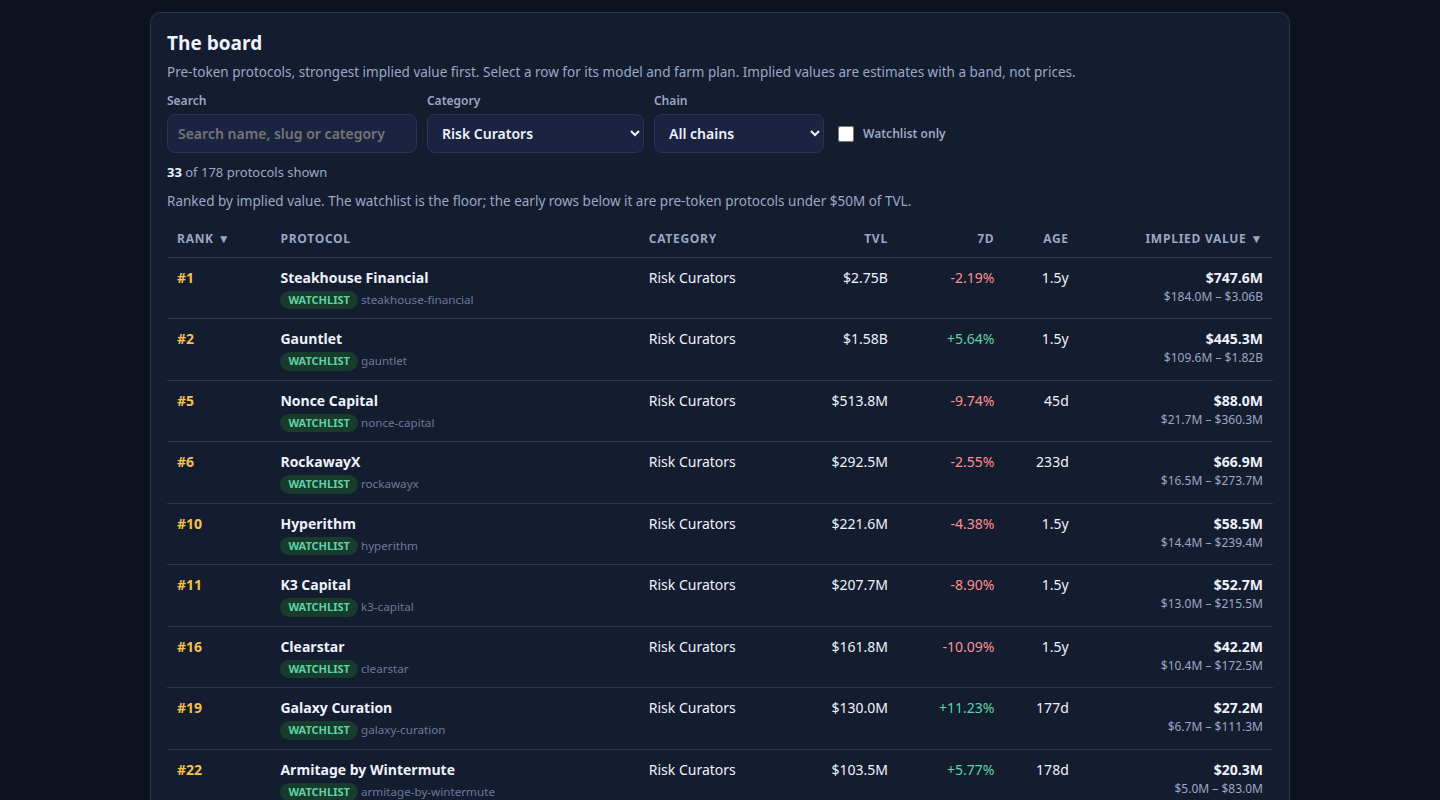 The board
Pre-token protocols, strongest implied value first. Select a row for its model and farm plan. Implied values are estimates with a band, not prices.
Search Category Chain
Search name, slug or category Risk Curators All chains Watchlist only
33 of 178 protocols shown
Ranked by implied value. The watchlist is the floor; the early rows below it are pre-token protocols under $50M of TVL.
RANK ▼ PROTOCOL CATEGORY TVL 7D AGE IMPLIED VALUE ▼
#1 Steakhouse Financial Risk Curators $2.75B -2.19% 1.5y $747.6M
WATCHLIST steakhouse-financial $184.0M – $3.06B
#2 Gauntlet Risk Curators $1.58B +5.64% 1.5y $445.3M
WATCHLIST gauntlet $109.6M – $1.82B
#5 Nonce Capital Risk Curators $513.8M -9.74% 45d $88.0M
WATCHLIST nonce-capital $21.7M – $360.3M
#6 RockawayX Risk Curators $292.5M -2.55% 233d $66.9M
WATCHLIST rockawayx $16.5M – $273.7M
#10 Hyperithm Risk Curators $221.6M -4.38% 1.5y $58.5M
WATCHLIST hyperithm $14.4M – $239.4M
#11 K3 Capital Risk Curators $207.7M -8.90% 1.5y $52.7M
WATCHLIST k3-capital $13.0M – $215.5M
#16 Clearstar Risk Curators $161.8M -10.09% 1.5y $42.2M
WATCHLIST clearstar $10.4M – $172.5M
#19 Galaxy Curation Risk Curators $130.0M +11.23% 177d $27.2M
WATCHLIST galaxy-curation $6.7M – $111.3M
#22 Armitage by Wintermute Risk Curators $103.5M +5.77% 178d $20.3M
WATCHLIST armitage-by-wintermute $5.0M – $83.0M